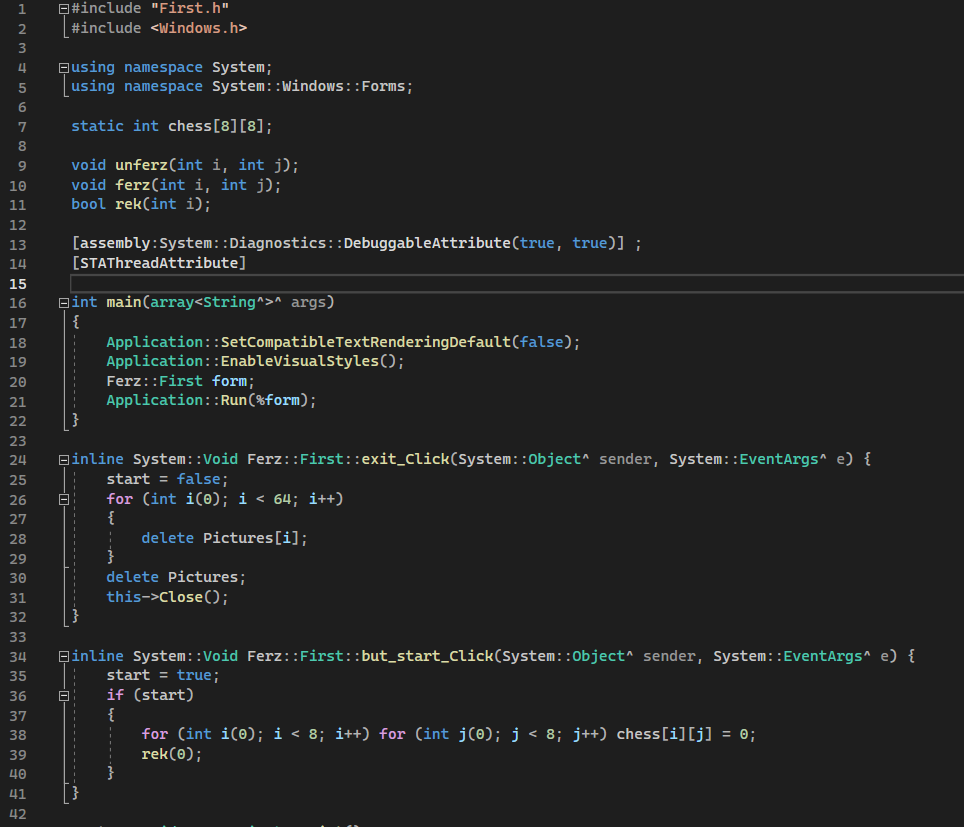 1 #include "First.h"
2 #include <Windows.h>
3
4 using namespace System;
5 using namespace System::Windows::Forms;
6
7 static int chess[8][8];
8
9 void unferz(int i, int j);
10 void ferz(int i, int j);
11 bool rek(int i);
12
13 [assembly:System::Diagnostics::DebuggableAttribute(true, true)] ;
14 [STAThreadAttribute]
15
16 int main(array<String^>^ args)
17 {
18     Application::SetCompatibleTextRenderingDefault(false);
19     Application::EnableVisualStyles();
20     Ferz::First form;
21     Application::Run(%form);
22 }
23
24 inline System::Void Ferz::First::exit_Click(System::Object^ sender, System::EventArgs^ e) {
25     start = false;
26     for (int i(0); i < 64; i++)
27     {
28         delete Pictures[i];
29     }
30     delete Pictures;
31     this->Close();
32 }
33
34 inline System::Void Ferz::First::but_start_Click(System::Object^ sender, System::EventArgs^ e) {
35     start = true;
36     if (start)
37     {
38         for (int i(0); i < 8; i++) for (int j(0); j < 8; j++) chess[i][j] = 0;
39         rek(0);
40     }
41 }
42